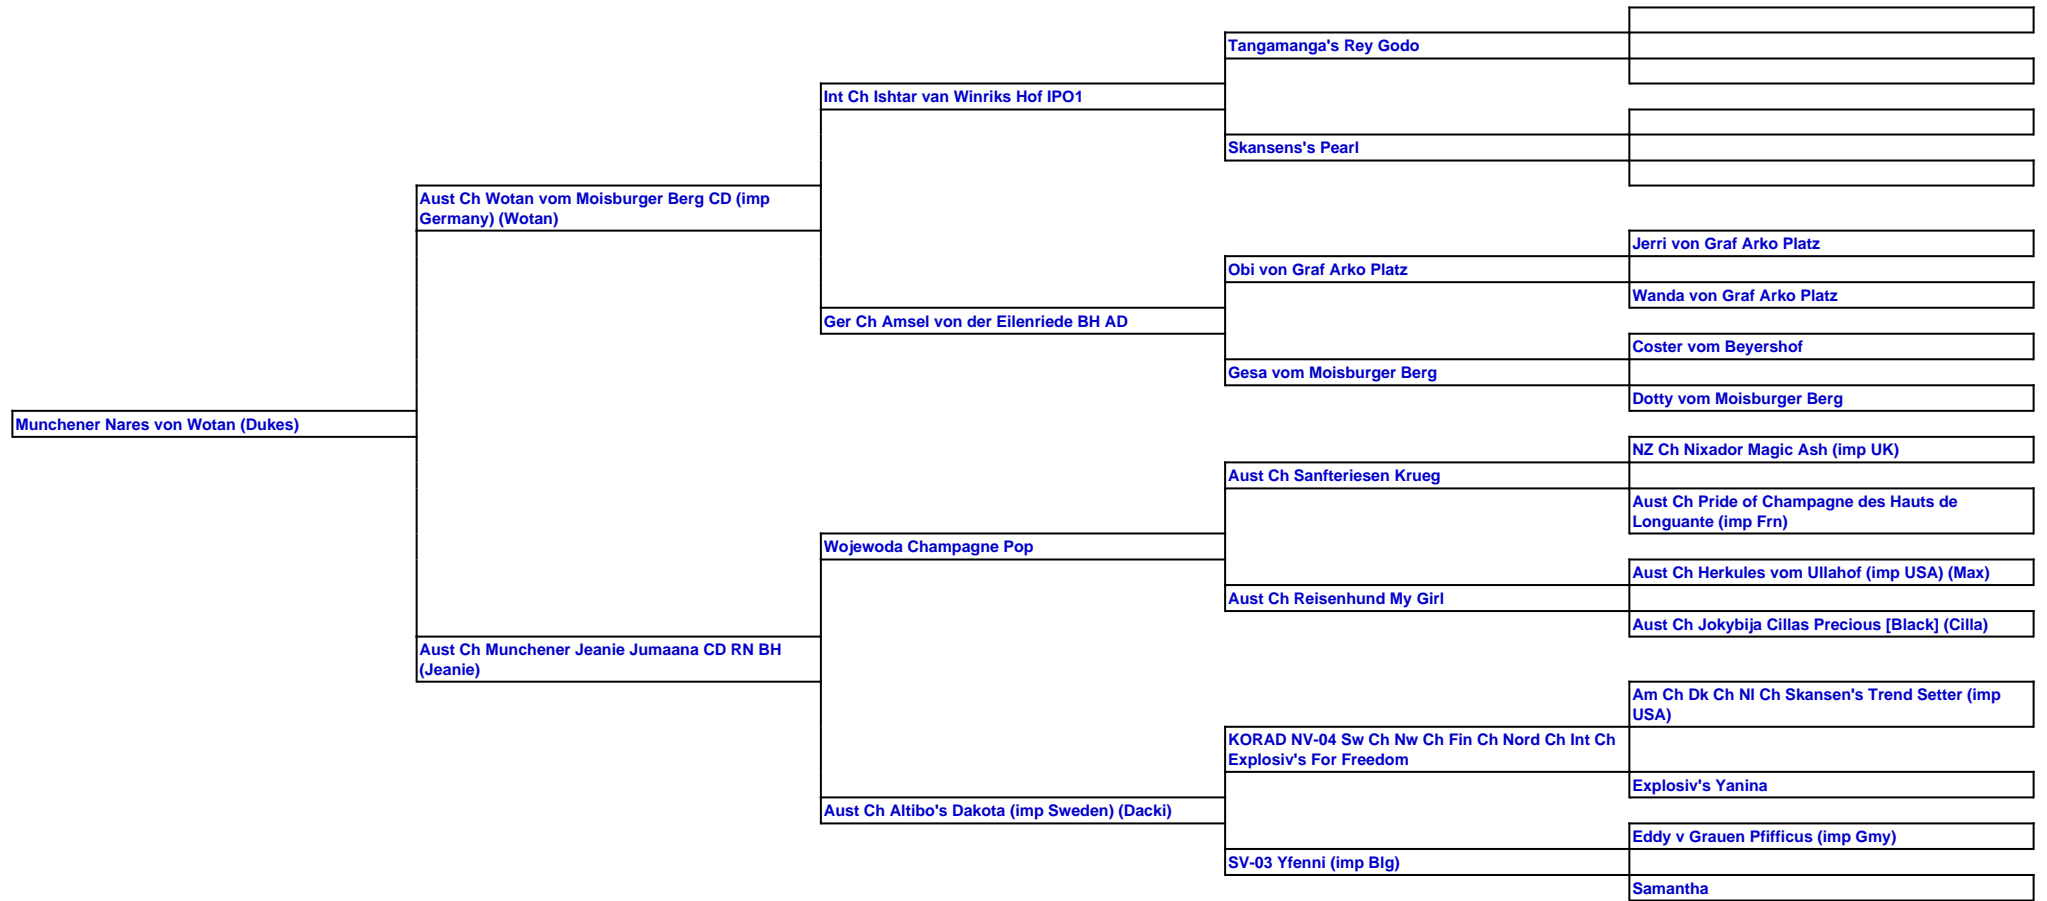 Tangamanga's Rey Godo
Int Ch Ishtar van Winriks Hof IPO1
Skansens's Pearl
Aust Ch Wotan vom Moisburger Berg CD (imp
Germany) (Wotan)
Jerri von Graf Arko Platz
Obi von Graf Arko Platz
Wanda von Graf Arko Platz
Ger Ch Amsel von der Eilenriede BH AD
Coster vom Beyershof
Gesa vom Moisburger Berg
Dotty vom Moisburger Berg
Munchener Nares von Wotan (Dukes)
NZ Ch Nixador Magic Ash (imp UK)
Aust Ch Sanfteriesen Krueg
Aust Ch Pride of Champagne des Hauts de
Longuante (imp Frn)
Wojewoda Champagne Pop
Aust Ch Herkules vom Ullahof (imp USA) (Max)
Aust Ch Reisenhund My Girl
Aust Ch Jokybija Cillas Precious [Black] (Cilla)
Aust Ch Munchener Jeanie Jumaana CD RN BH
(Jeanie)
Am Ch Dk Ch Nl Ch Skansen's Trend Setter (imp
USA)
KORAD NV-04 Sw Ch Nw Ch Fin Ch Nord Ch Int Ch
Explosiv's For Freedom
Explosiv's Yanina
Aust Ch Altibo's Dakota (imp Sweden) (Dacki)
Eddy v Grauen Pfifficus (imp Gmy)
SV-03 Yfenni (imp Blg)
Samantha